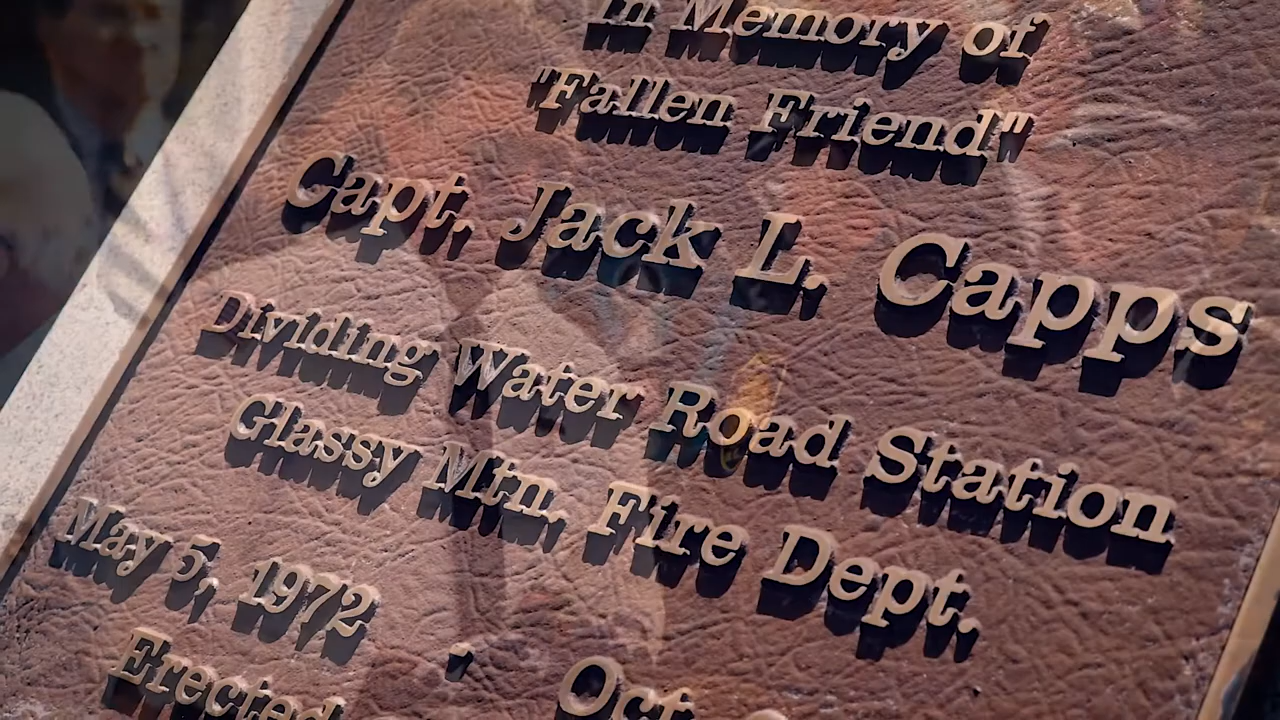 In Memory of
"Fallen Friend"
Capt. Jack L. Capps
Dividing Water Road Station
Glassy Mtn. Fire Dept.
May 5, 1972 - Oct.
Erected